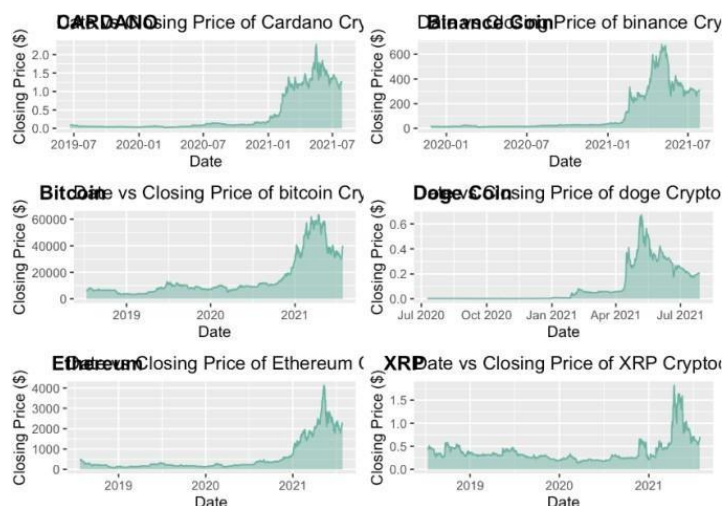 CARDANO
Date vs Closing Price of Cardano Cry
Closing Price ($)
2.0
1.5
1.0
0.5
0.0
2019-07 2020-01 2020-07 2021-01 2021-07
Date
Binance Coin
Date vs Closing Price of binance Cry
Closing Price ($)
600
400
200
0
2020-01 2020-07 2021-01 2021-07
Date
Bitcoin
Date vs Closing Price of bitcoin Cry
Closing Price ($)
60000
40000
20000
0
2019 2020 2021
Date
Doge Coin
Date vs Closing Price of doge Crypto
Closing Price ($)
0.6
0.4
0.2
0.0
Jul 2020 Oct 2020 Jan 2021 Apr 2021 Jul 2021
Date
Ethereum
Date vs Closing Price of Ethereum C
Closing Price ($)
4000
3000
2000
1000
0
2019 2020 2021
Date
XRP
Date vs Closing Price of XRP Cryptoc
Closing Price ($)
1.5
1.0
0.5
0.0
2019 2020 2021
Date